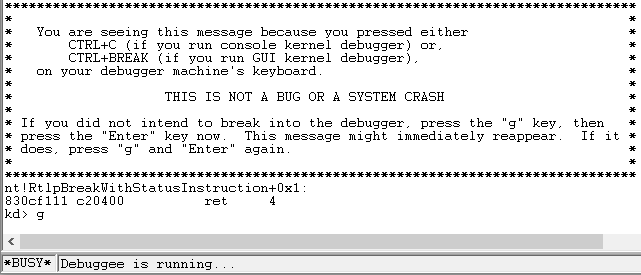 *******************************************************************************
*                                                                             *
*   You are seeing this message because you pressed either                    *
*       CTRL+C (if you run console kernel debugger) or,                       *
*       CTRL+BREAK (if you run GUI kernel debugger),                          *
*   on your debugger machine's keyboard.                                      *
*                                                                             *
*                   THIS IS NOT A BUG OR A SYSTEM CRASH                       *
*                                                                             *
* If you did not intend to break into the debugger, press the "g" key, then   *
* press the "Enter" key now.  This message might immediately reappear.  If it *
* does, press "g" and "Enter" again.                                          *
*                                                                             *
*******************************************************************************
nt!RtlpBreakWithStatusInstruction+0x1:
830cf111 c20400          ret     4
kd> g
*BUSY* Debuggee is running...